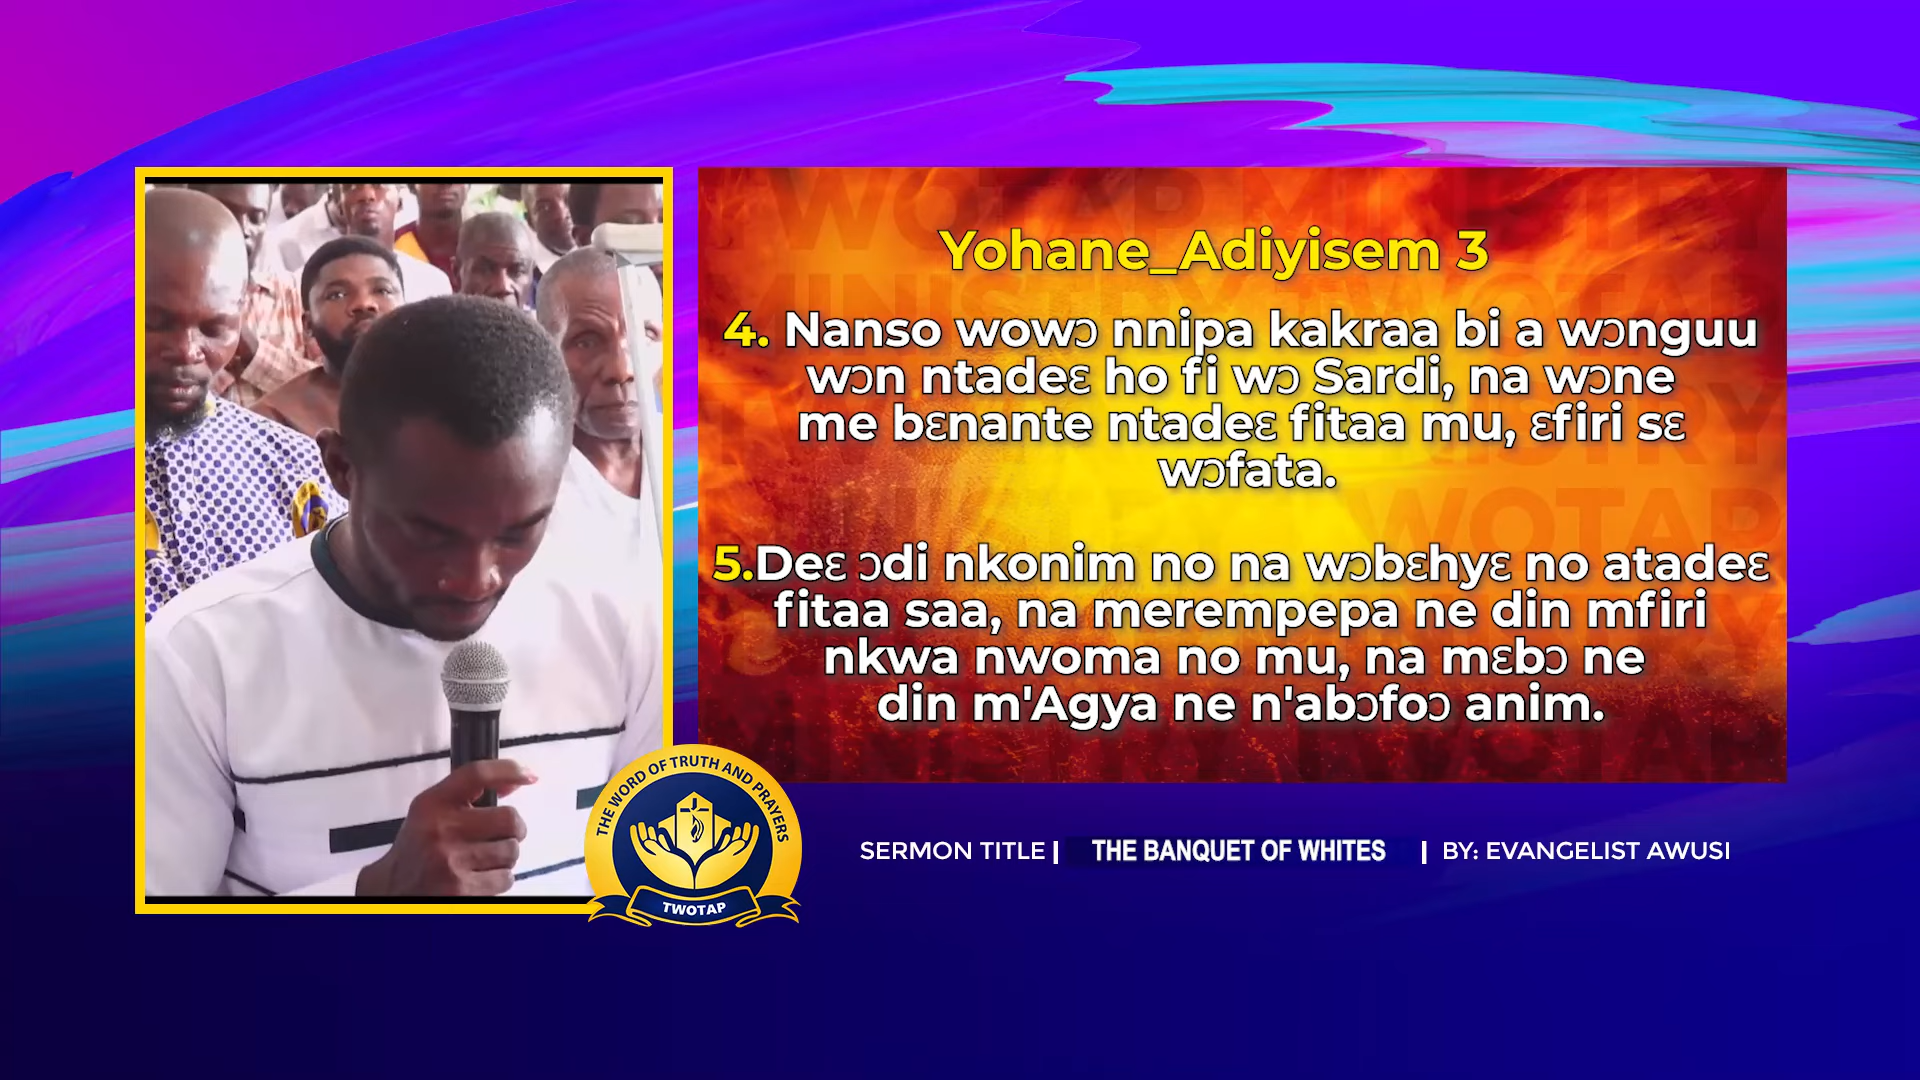 Yohane_Adiyisem 3
4. Nanso wowɔ nnipa kakraa bi a wɔnguu
wɔn ntadeɛ ho fi wɔ Sardi, na wɔne
me bɛnante ntadeɛ fitaa mu, ɛfiri sɛ
wɔfata.
5.Deɛ ɔdi nkonim no na wɔbɛhyɛ no atadeɛ
fitaa saa, na merempepa ne din mfiri
nkwa nwoma no mu, na mɛbɔ ne
din m'Agya ne n'abɔfoɔ anim.
THE WORD OF TRUTH AND PRAYERS
TWOTAP
SERMON TITLE | THE BANQUET OF WHITES | BY: EVANGELIST AWUSI